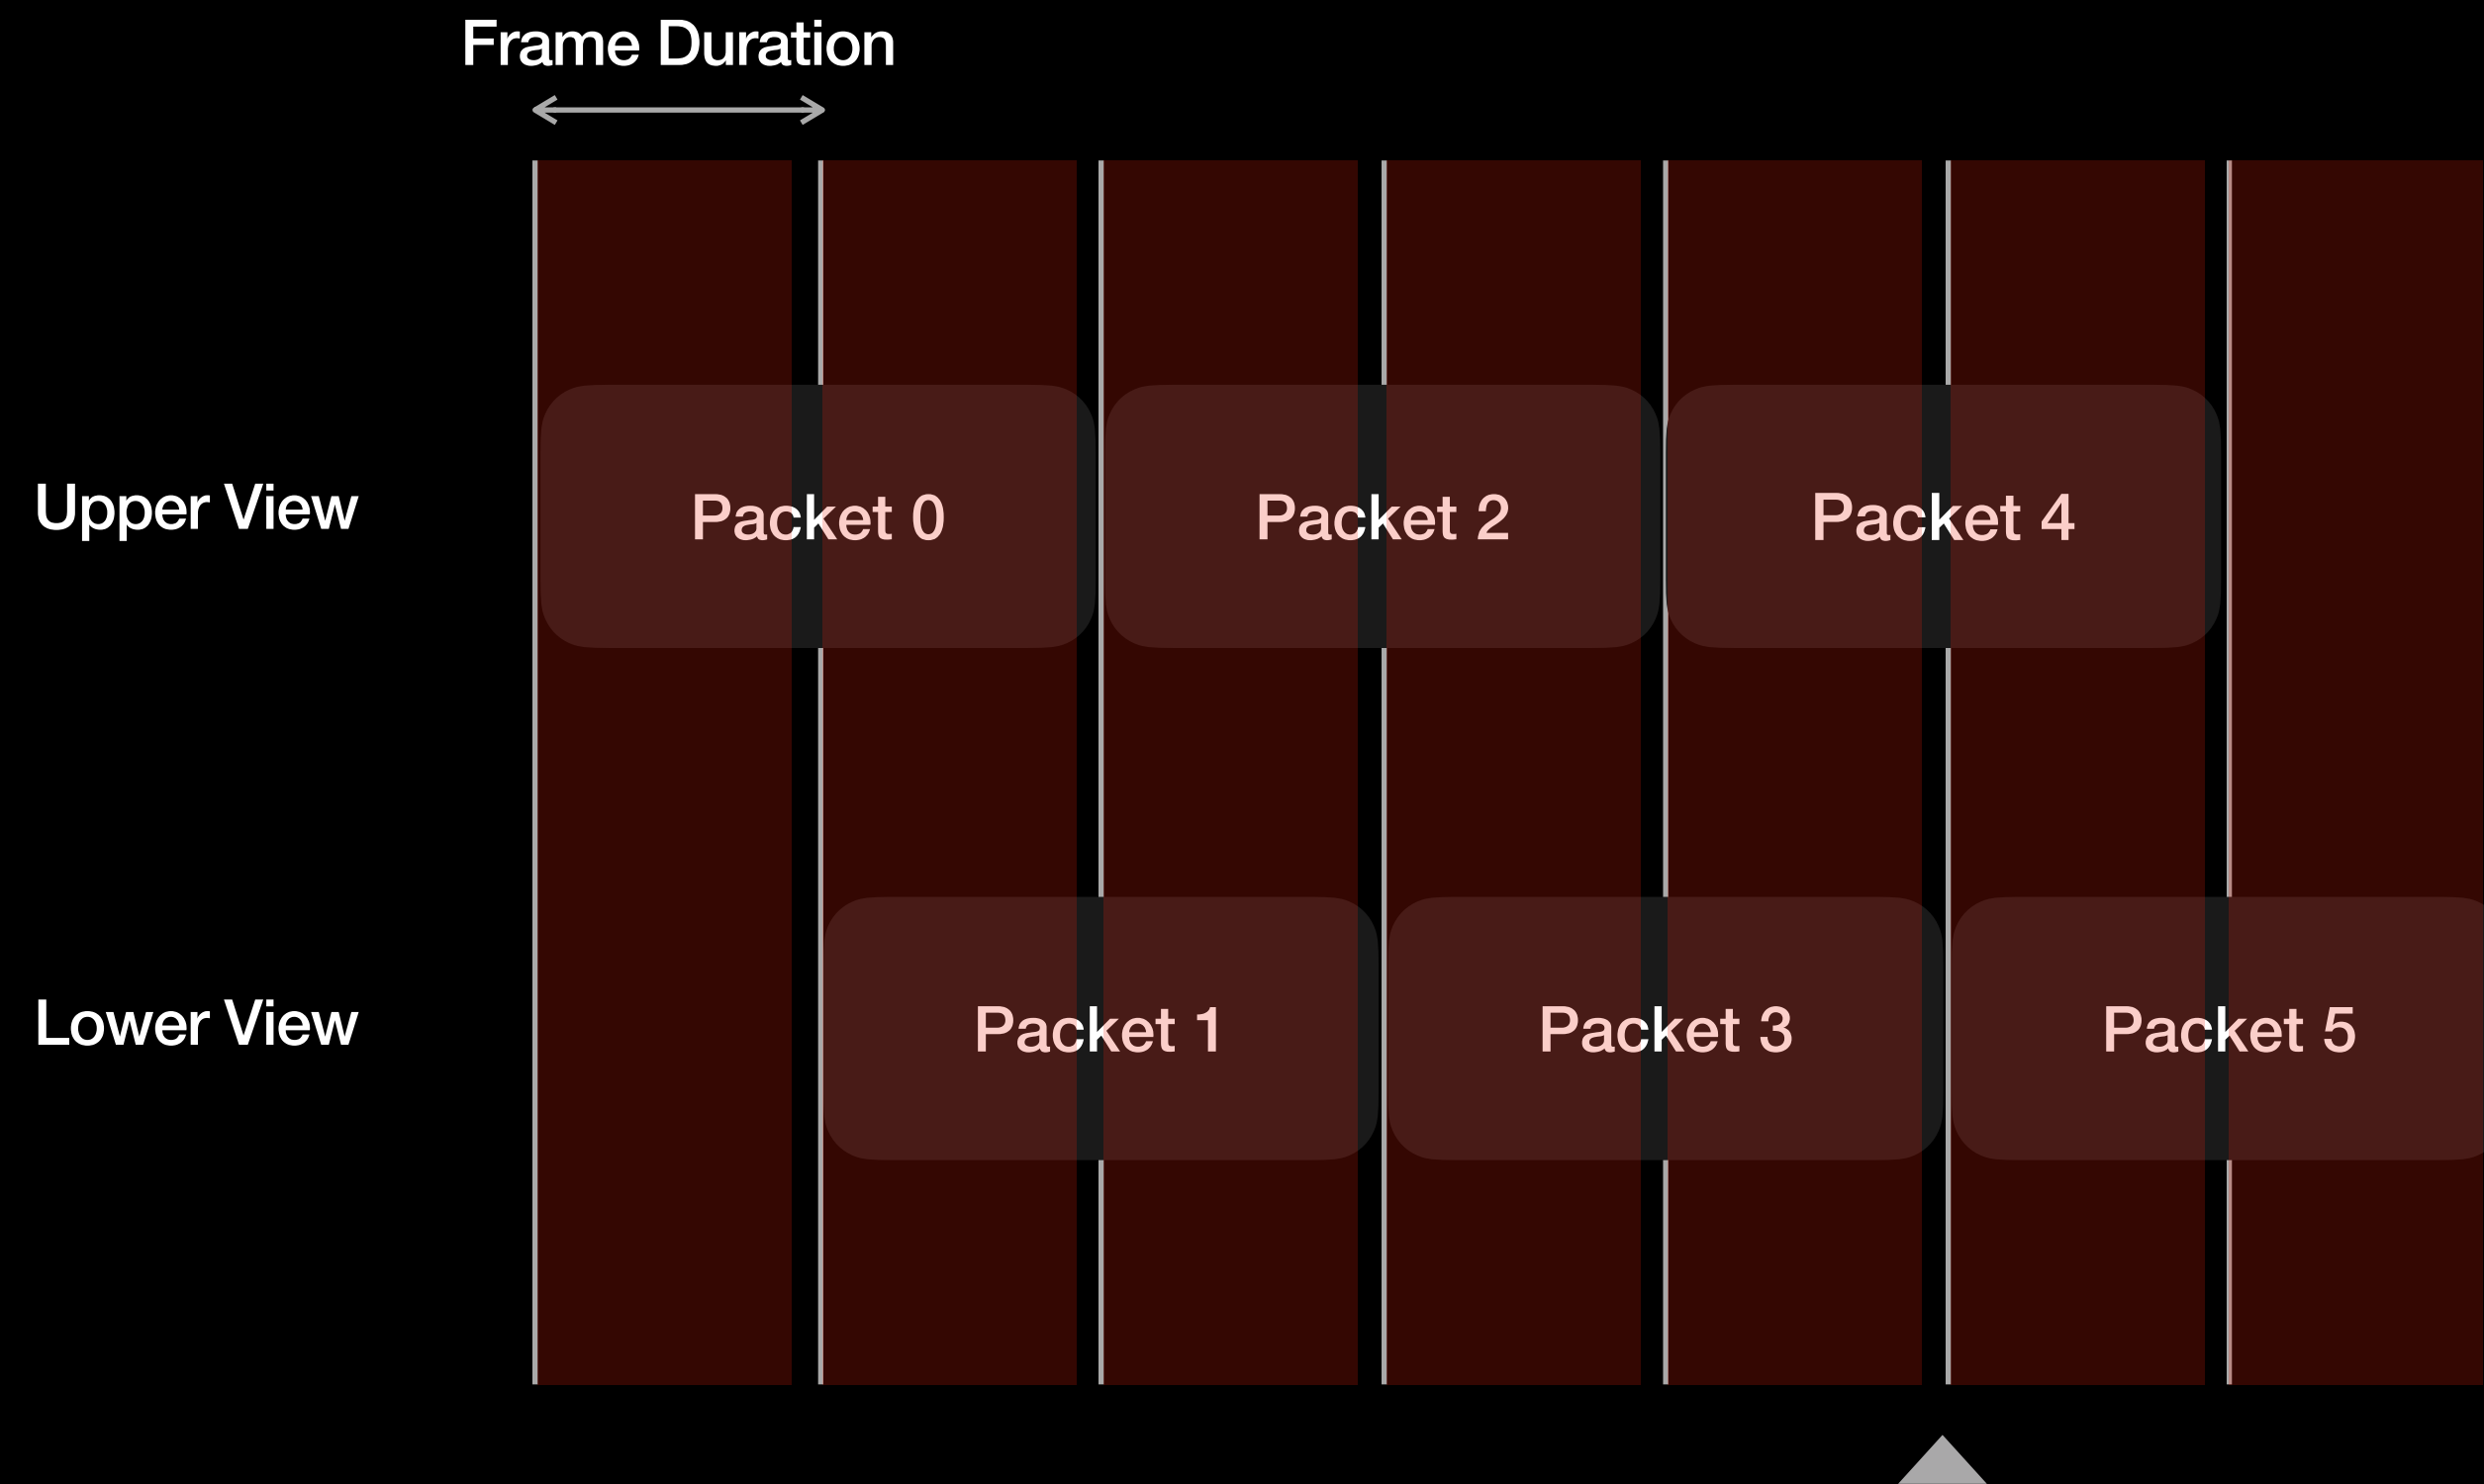 Frame Duration
Upper View
Packet 0
Packet 2
Packet 4
Lower View
Packet 1
Packet 3
Packet 5